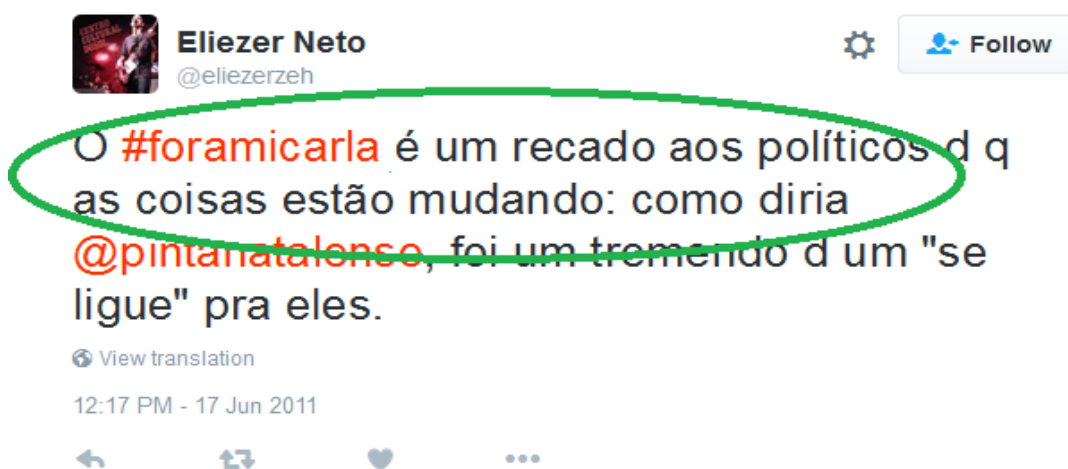 Eliezer Neto
@eliezerzeh
Follow
O #foramicarla é um recado aos políticos d q
as coisas estão mudando: como diria
@pintanatalense, foi um tremendo d um "se
ligue" pra eles.
View translation
12:17 PM - 17 Jun 2011